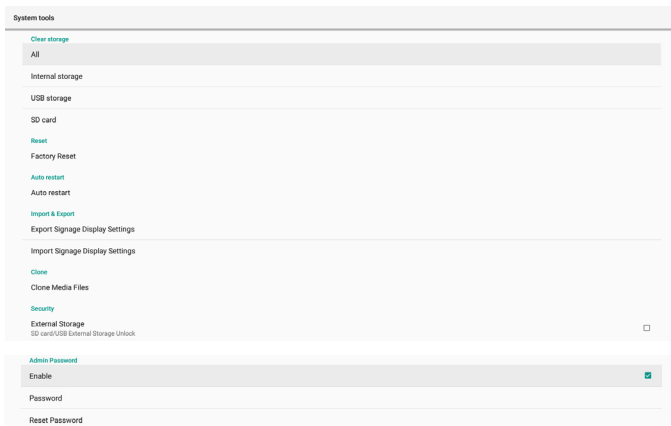 System tools
Clear storage
All
Internal storage
USB storage
SD card
Reset
Factory Reset
Auto restart
Auto restart
Import & Export
Export Signage Display Settings
Import Signage Display Settings
Clone
Clone Media Files
Security
External Storage
SD card/USB External Storage Unlock
Admin Password
Enable
Password
Reset Password